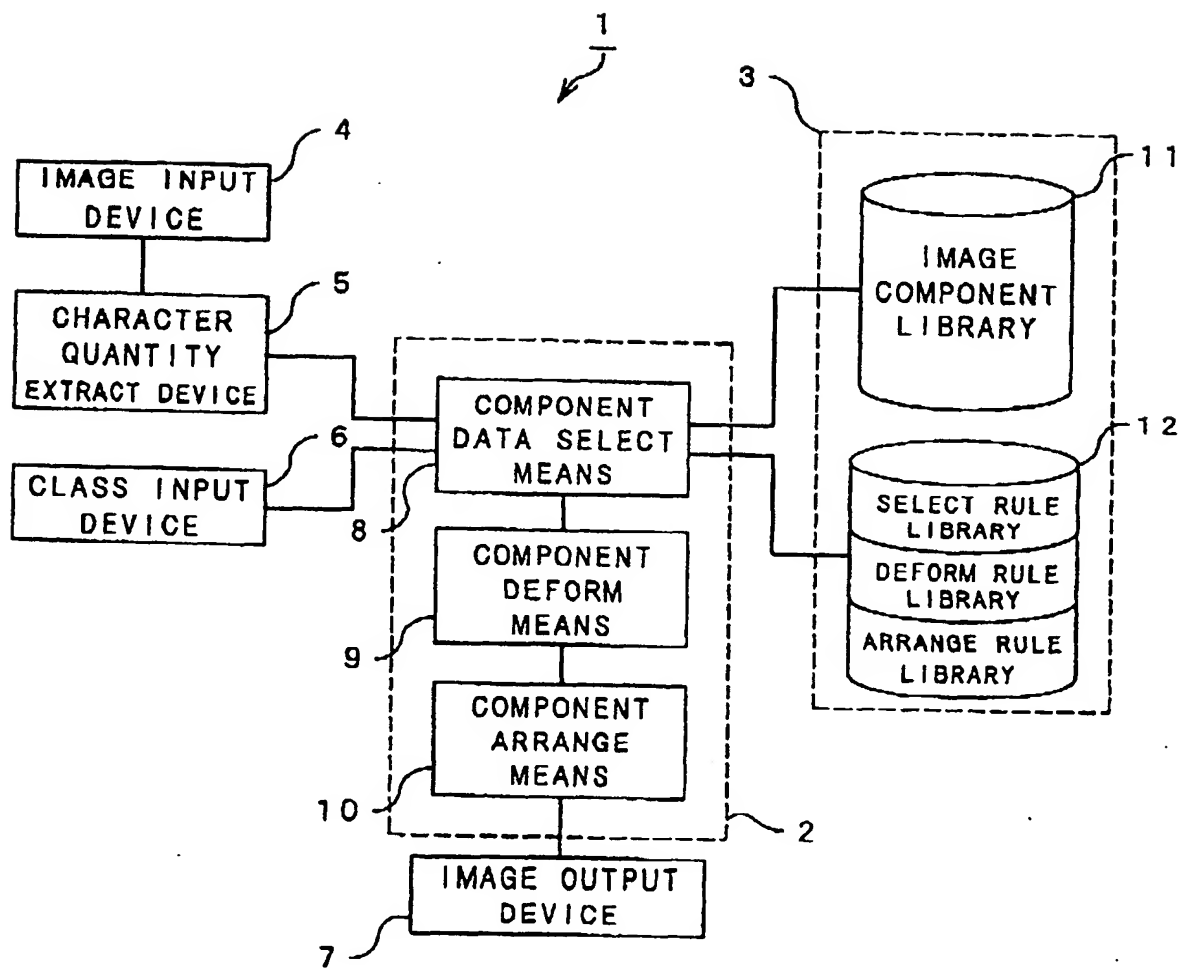 1
3
4
IMAGE INPUT
DEVICE
11
IMAGE
COMPONENT
LIBRARY
5
CHARACTER
QUANTITY
EXTRACT DEVICE
6
CLASS INPUT
DEVICE
COMPONENT
DATA SELECT
MEANS
8
12
SELECT RULE
LIBRARY
DEFORM RULE
LIBRARY
ARRANGE RULE
LIBRARY
COMPONENT
DEFORM
MEANS
9
COMPONENT
ARRANGE
MEANS
10
2
IMAGE OUTPUT
DEVICE
7